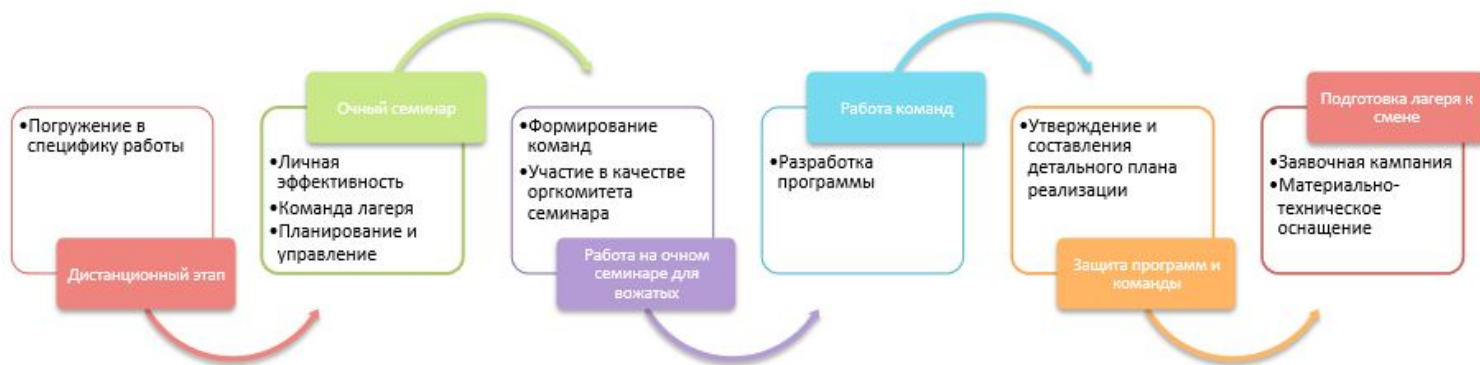 •Погружение в
специфику работы
Дистанционный этап
Очный семинар
•Личная
эффективность
•Команда лагеря
•Планирование и
управление
•Формирование
команд
•Участие в качестве
оргкомитета
семинара
Работа на очном
семинаре для
вожатых
Работа команд
•Разработка
программы
•Утверждение и
составления
детального плана
реализации
Защита программ и
команды
Подготовка лагеря к
смене
•Заявочная кампания
•Материально-
техническое
оснащение